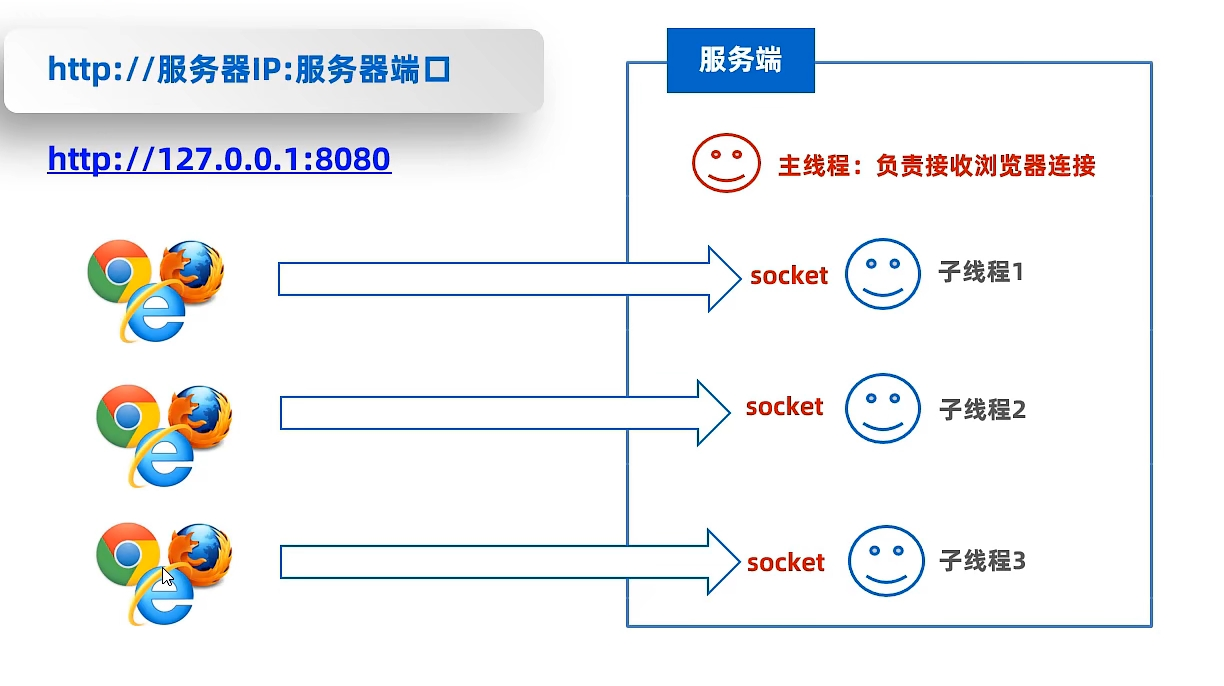 http://服务器IP:服务器端口
服务端
http://127.0.0.1:8080
主线程：负责接收浏览器连接
socket 子线程1
socket 子线程2
socket 子线程3